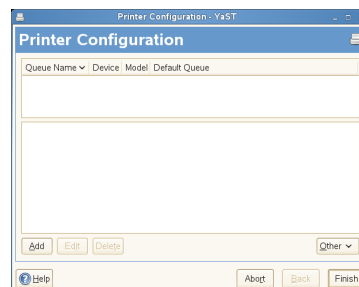 Printer Configuration - YaST
Printer Configuration
Queue Name Device Model Default Queue
Add Edit Delete Other
Help Abort Back Finish